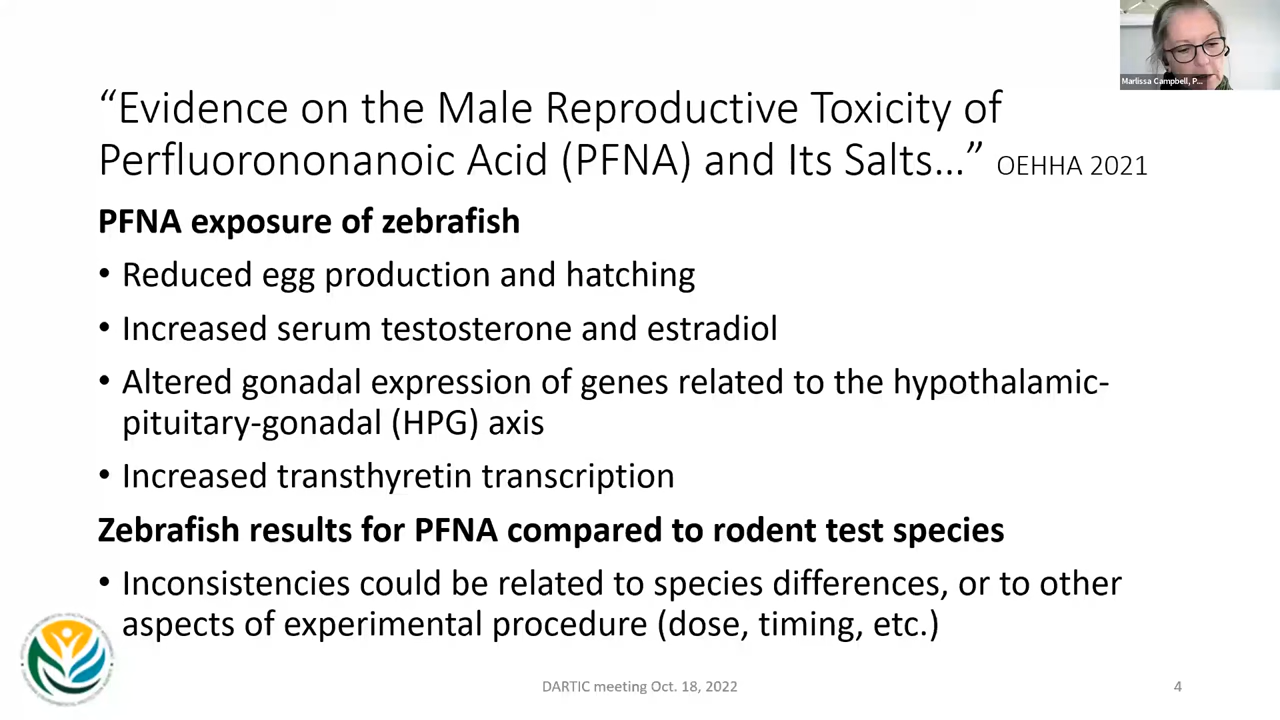 Marlissa Campbell, P...
“Evidence on the Male Reproductive Toxicity of
Perfluorononanoic Acid (PFNA) and Its Salts…” OEHHA 2021
PFNA exposure of zebrafish
• Reduced egg production and hatching
• Increased serum testosterone and estradiol
• Altered gonadal expression of genes related to the hypothalamic-
pituitary-gonadal (HPG) axis
• Increased transthyretin transcription
Zebrafish results for PFNA compared to rodent test species
• Inconsistencies could be related to species differences, or to other
aspects of experimental procedure (dose, timing, etc.)
DARTIC meeting Oct. 18, 2022
4